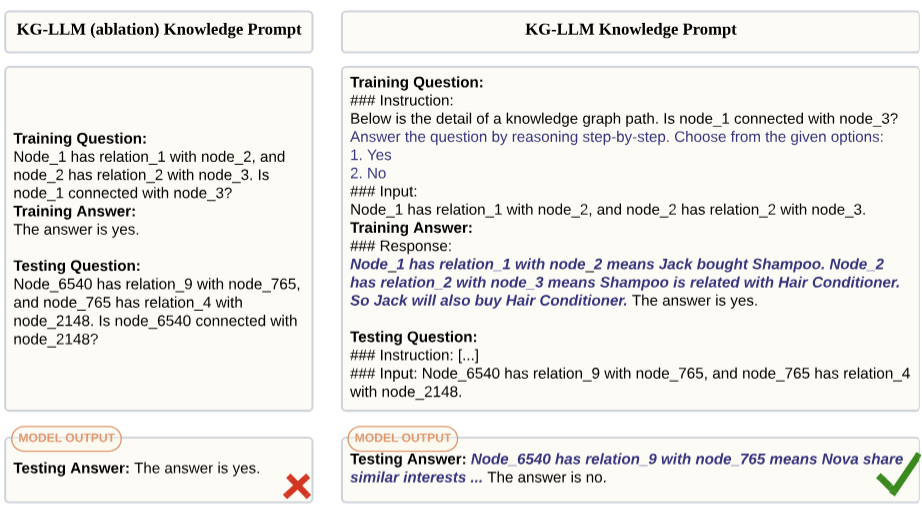 KG-LLM (ablation) Knowledge Prompt
Training Question:
Node_1 has relation_1 with node_2, and
node_2 has relation_2 with node_3. Is
node_1 connected with node_3?
Training Answer:
The answer is yes.
Testing Question:
Node_6540 has relation_9 with node_765,
and node_765 has relation_4 with
node_2148. Is node_6540 connected with
node_2148?
MODEL OUTPUT
Testing Answer: The answer is yes.
KG-LLM Knowledge Prompt
Training Question:
### Instruction:
Below is the detail of a knowledge graph path. Is node_1 connected with node_3?
Answer the question by reasoning step-by-step. Choose from the given options:
1. Yes
2. No
### Input:
Node_1 has relation_1 with node_2, and node_2 has relation_2 with node_3.
Training Answer:
### Response:
Node_1 has relation_1 with node_2 means Jack bought Shampoo. Node_2
has relation_2 with node_3 means Shampoo is related with Hair Conditioner.
So Jack will also buy Hair Conditioner. The answer is yes.
Testing Question:
### Instruction: [...]
### Input: Node_6540 has relation_9 with node_765, and node_765 has relation_4
with node_2148.
MODEL OUTPUT
Testing Answer: Node_6540 has relation_9 with node_765 means Nova share
similar interests ... The answer is no.